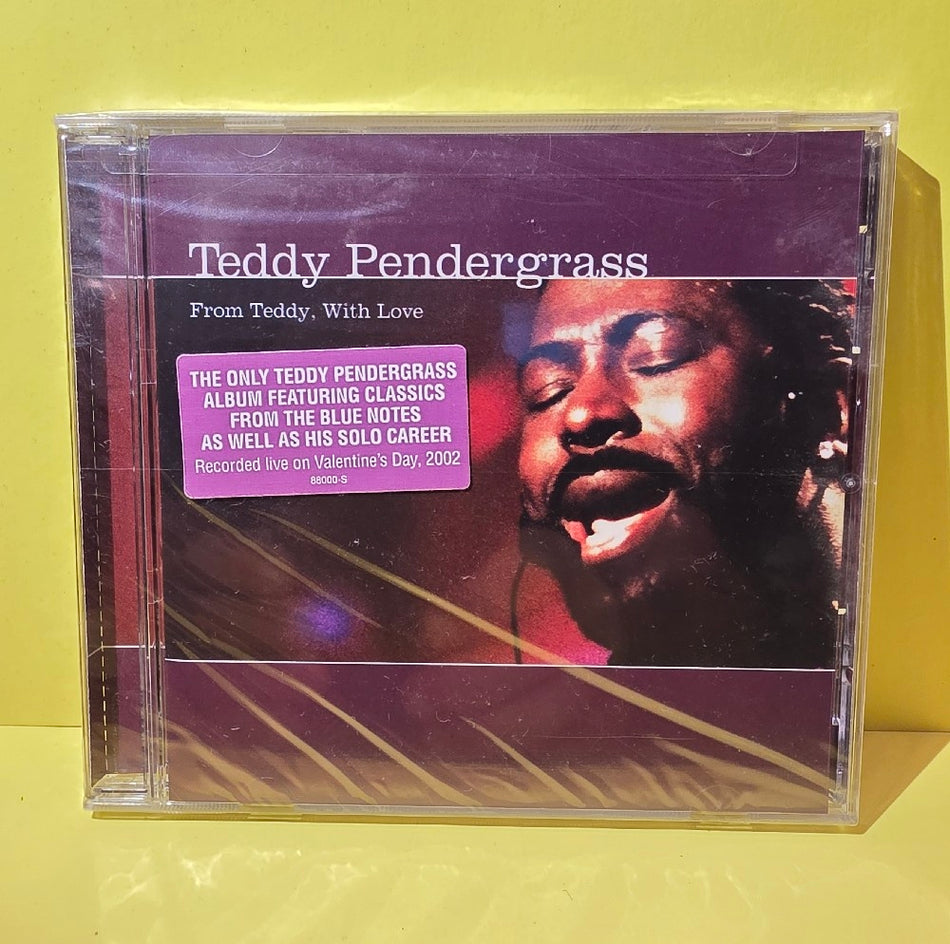 Teddy Pendergrass
From Teddy, With Love
THE ONLY TEDDY PENDERGRASS
ALBUM FEATURING CLASSICS
FROM THE BLUE NOTES
AS WELL AS HIS SOLO CAREER
Recorded live on Valentine's Day, 2002
88000-S